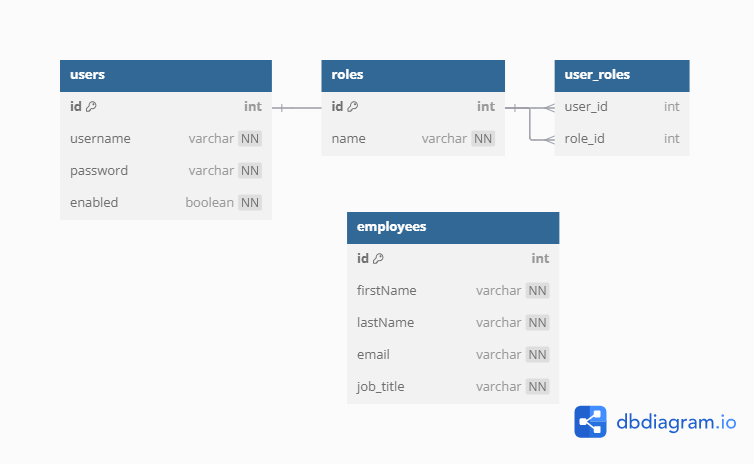 users
id int
username varchar NN
password varchar NN
enabled boolean NN
roles
id int
name varchar NN
user_roles
user_id int
role_id int
employees
id int
firstName varchar NN
lastName varchar NN
email varchar NN
job_title varchar NN
dbdiagram.io